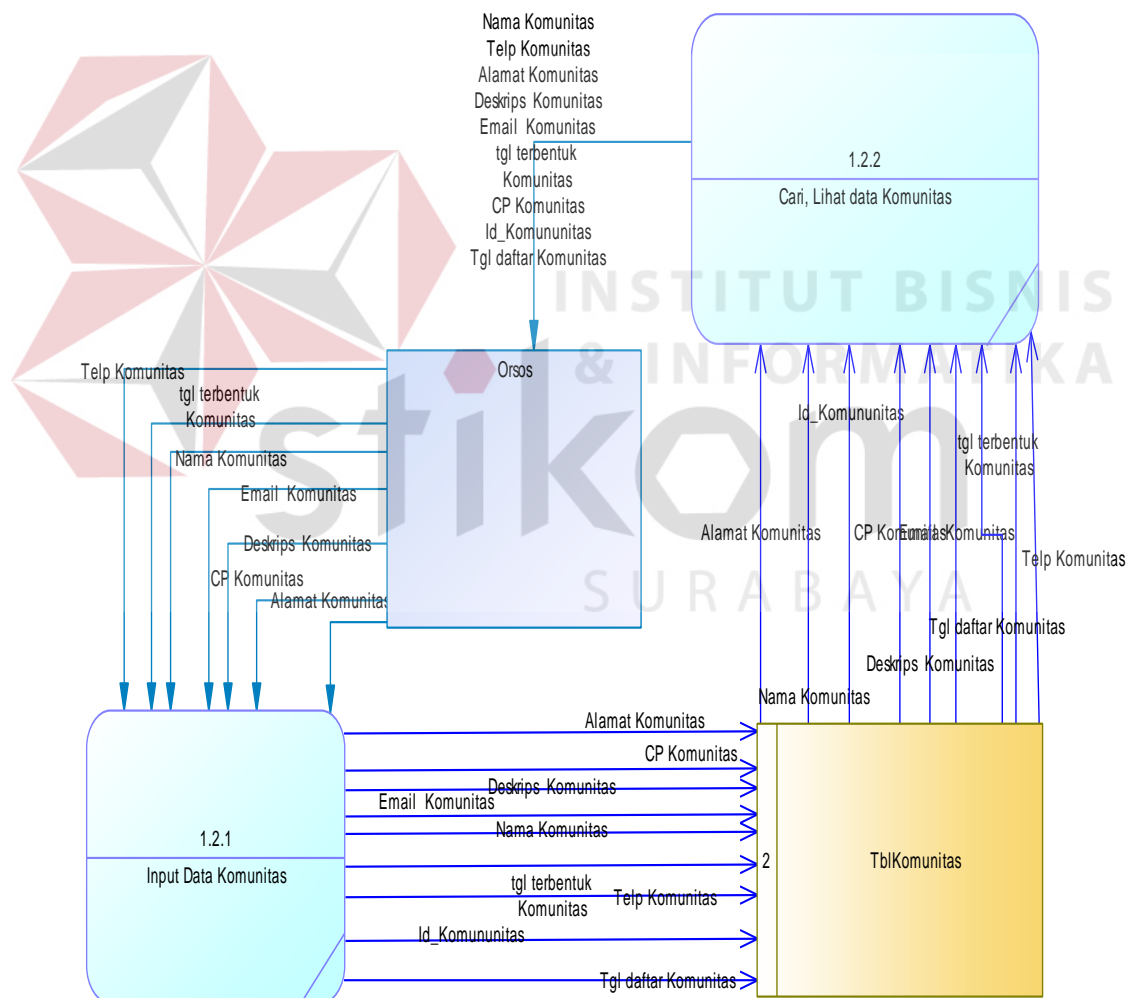 Nama Komunitas
Telp Komunitas
Alamat Komunitas
Deskrips Komunitas
Email Komunitas
tgl terbentuk
Komunitas
CP Komunitas
Id_Komununitas
Tgl daftar Komunitas
1.2.2
Cari, Lihat data Komunitas
INSTITUT BISNIS
& INFORMATIKA
stikom
SURABAYA
Orsos
Telp Komunitas
tgl terbentuk
Komunitas
Nama Komunitas
Email Komunitas
Deskrips Komunitas
CP Komunitas
Alamat Komunitas
Id_Komununitas
tgl terbentuk
Komunitas
Alamat Komunitas
CP Komunitas
Email Komunitas
Telp Komunitas
Tgl daftar Komunitas
Deskrips Komunitas
Nama Komunitas
Alamat Komunitas
CP Komunitas
Deskrips Komunitas
Email Komunitas
Nama Komunitas
tgl terbentuk
Komunitas
Telp Komunitas
Id_Komununitas
Tgl daftar Komunitas
1.2.1
Input Data Komunitas
2
TblKomunitas